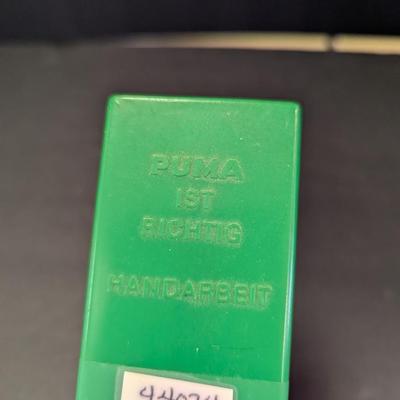 PUMA
IST
RICHTIG
HANDARBEIT